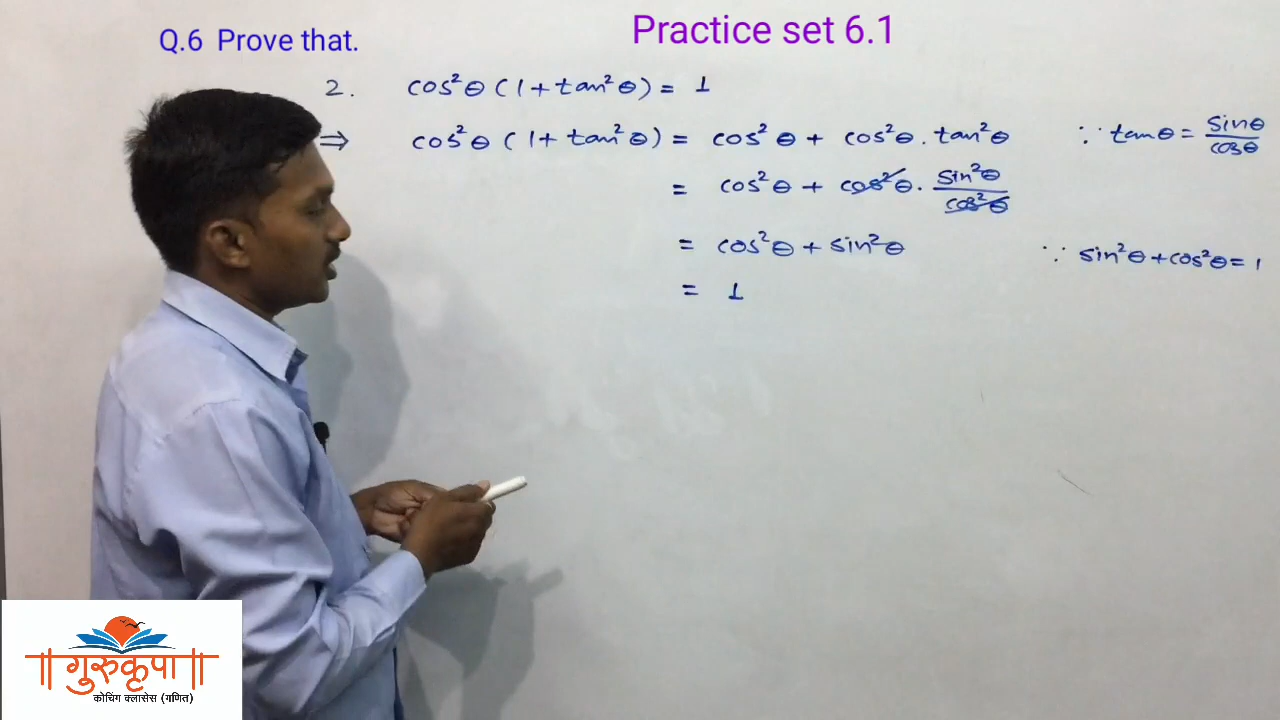 Practice set 6.1
Q.6 Prove that.
2. cos²θ (1 + tan²θ) = 1
⇒ cos²θ (1 + tan²θ) = cos²θ + cos²θ . tan²θ ∵ tanθ = sinθ/cosθ
= cos²θ + cos²θ . sin²θ/cos²θ
= cos²θ + sin²θ ∵ sin²θ + cos²θ = 1
= 1
गुरुकृपा
कोचिंग क्लासेस (गणित)